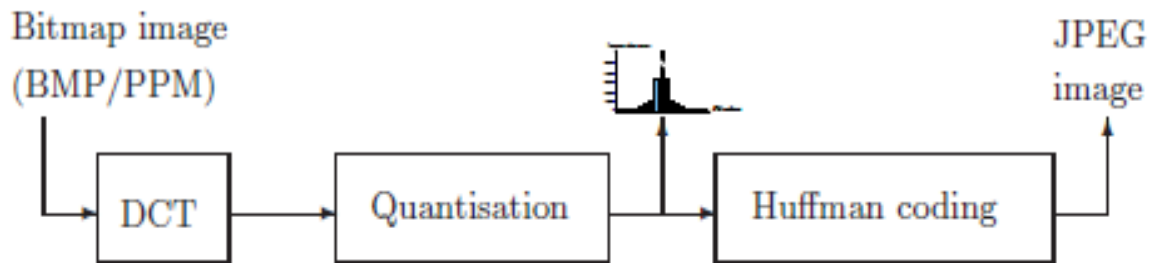 Bitmap image
(BMP/PPM)
JPEG
image
DCT
Quantisation
Huffman coding